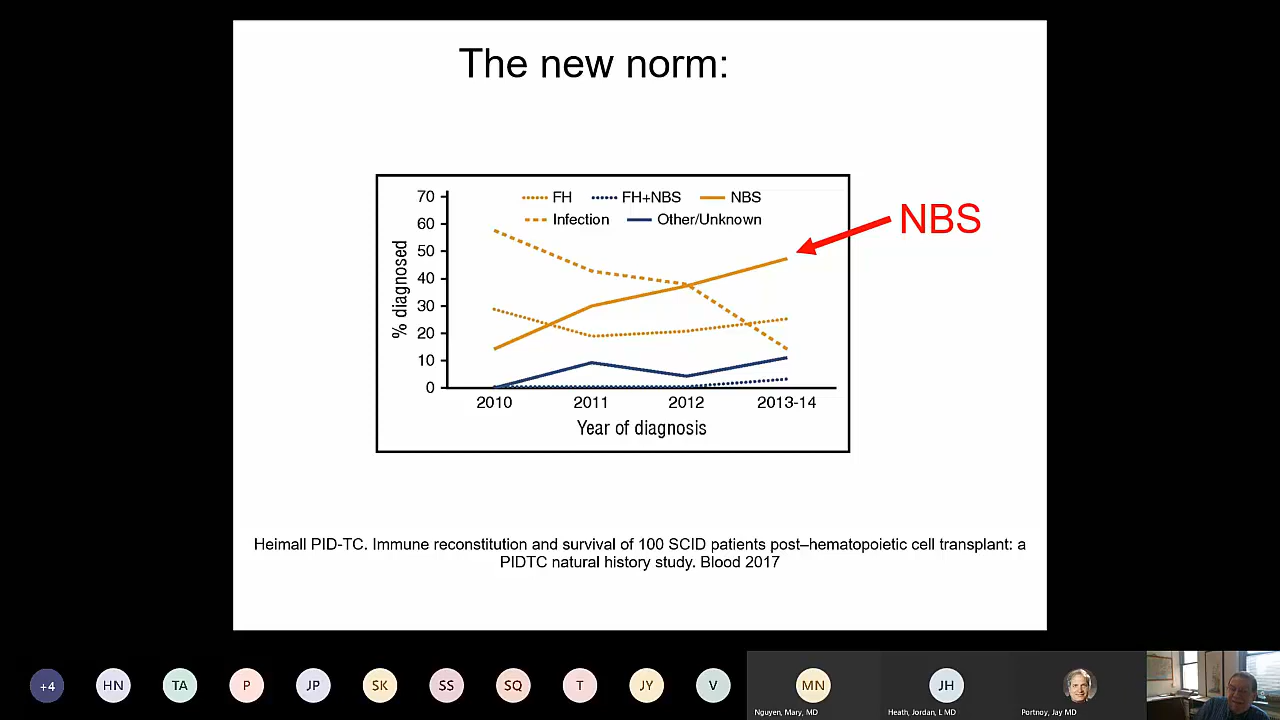 The new norm:
FH FH+NBS NBS
Infection Other/Unknown
NBS
% diagnosed
70
60
50
40
30
20
10
0
2010 2011 2012 2013-14
Year of diagnosis
Heimall PID-TC. Immune reconstitution and survival of 100 SCID patients post–hematopoietic cell transplant: a
PIDTC natural history study. Blood 2017
+4 HN TA P JP SK SS SQ T JY V MN JH
Nguyen, Mary, MD Heath, Jordan, L MD Portnoy, Jay MD